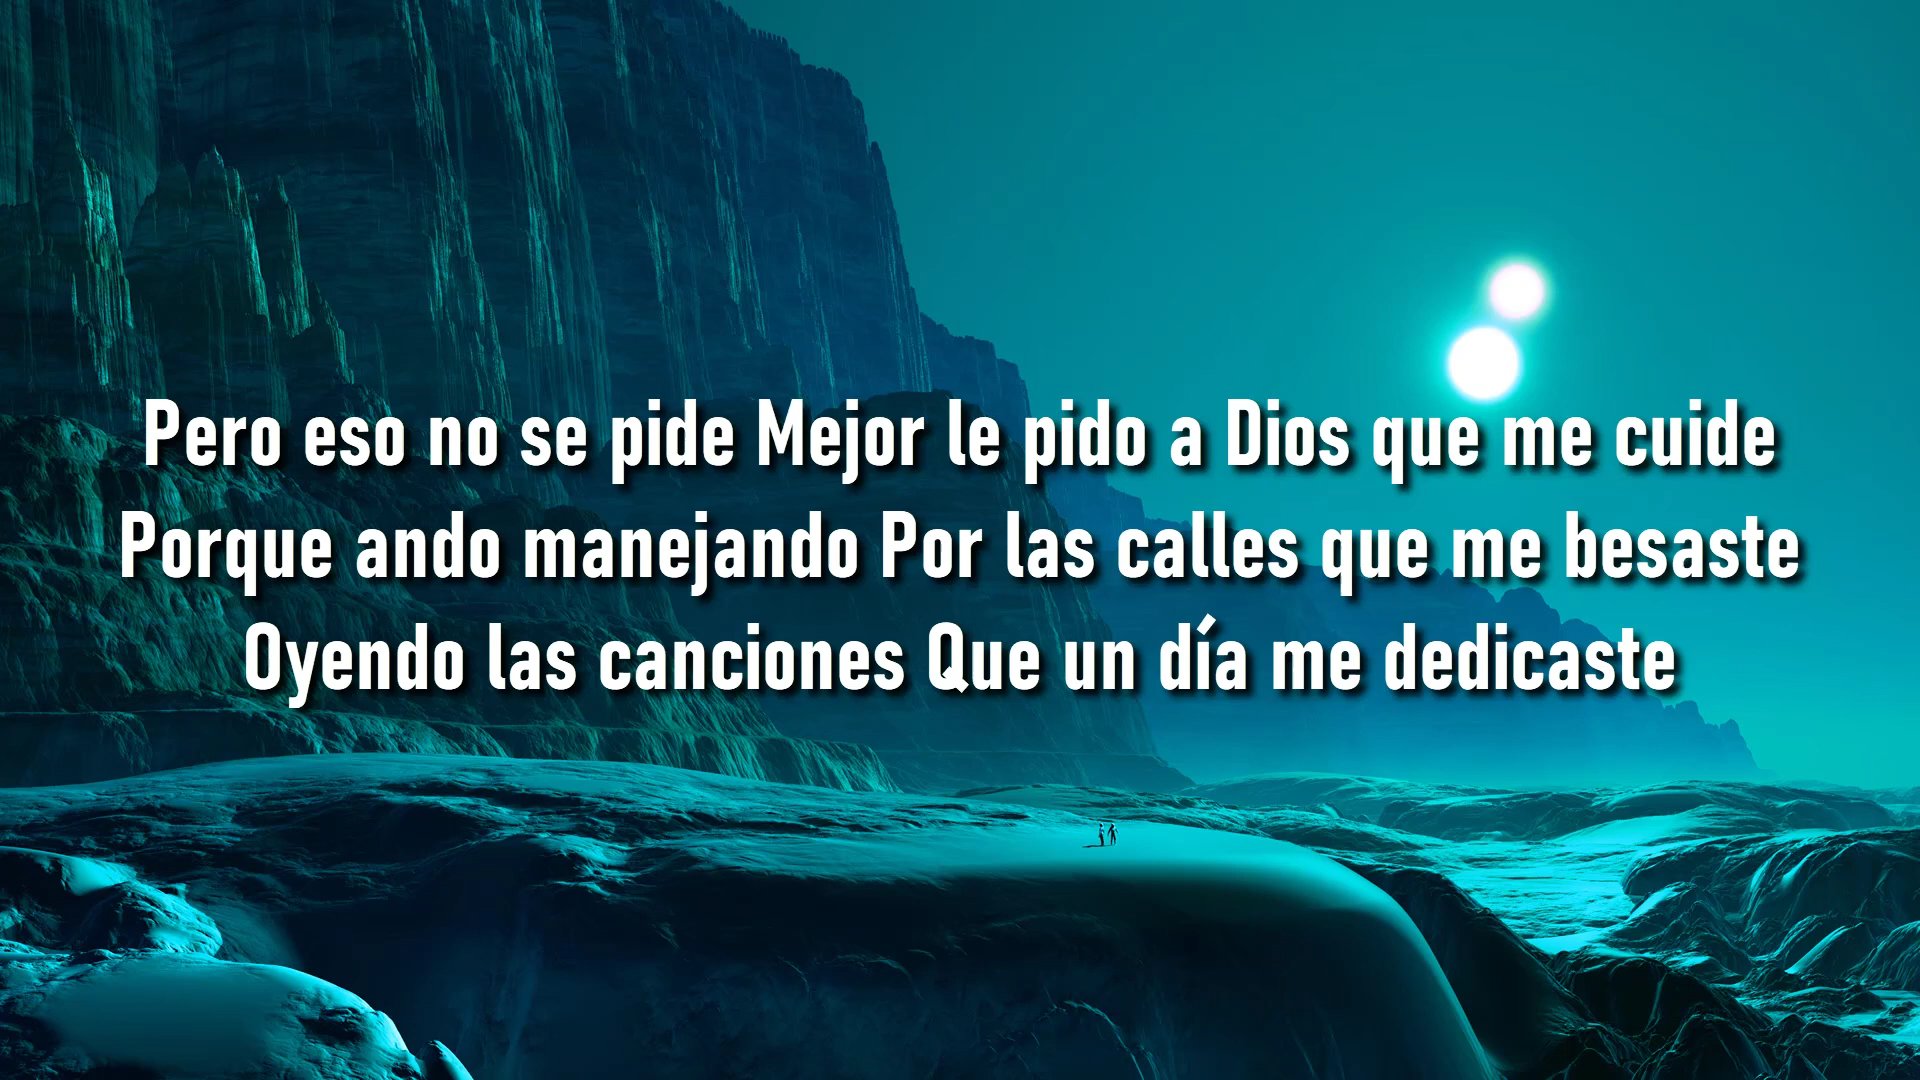 Pero eso no se pide Mejor le pido a Dios que me cuide
Porque ando manejando Por las calles que me besaste
Oyendo las canciones Que un día me dedicaste